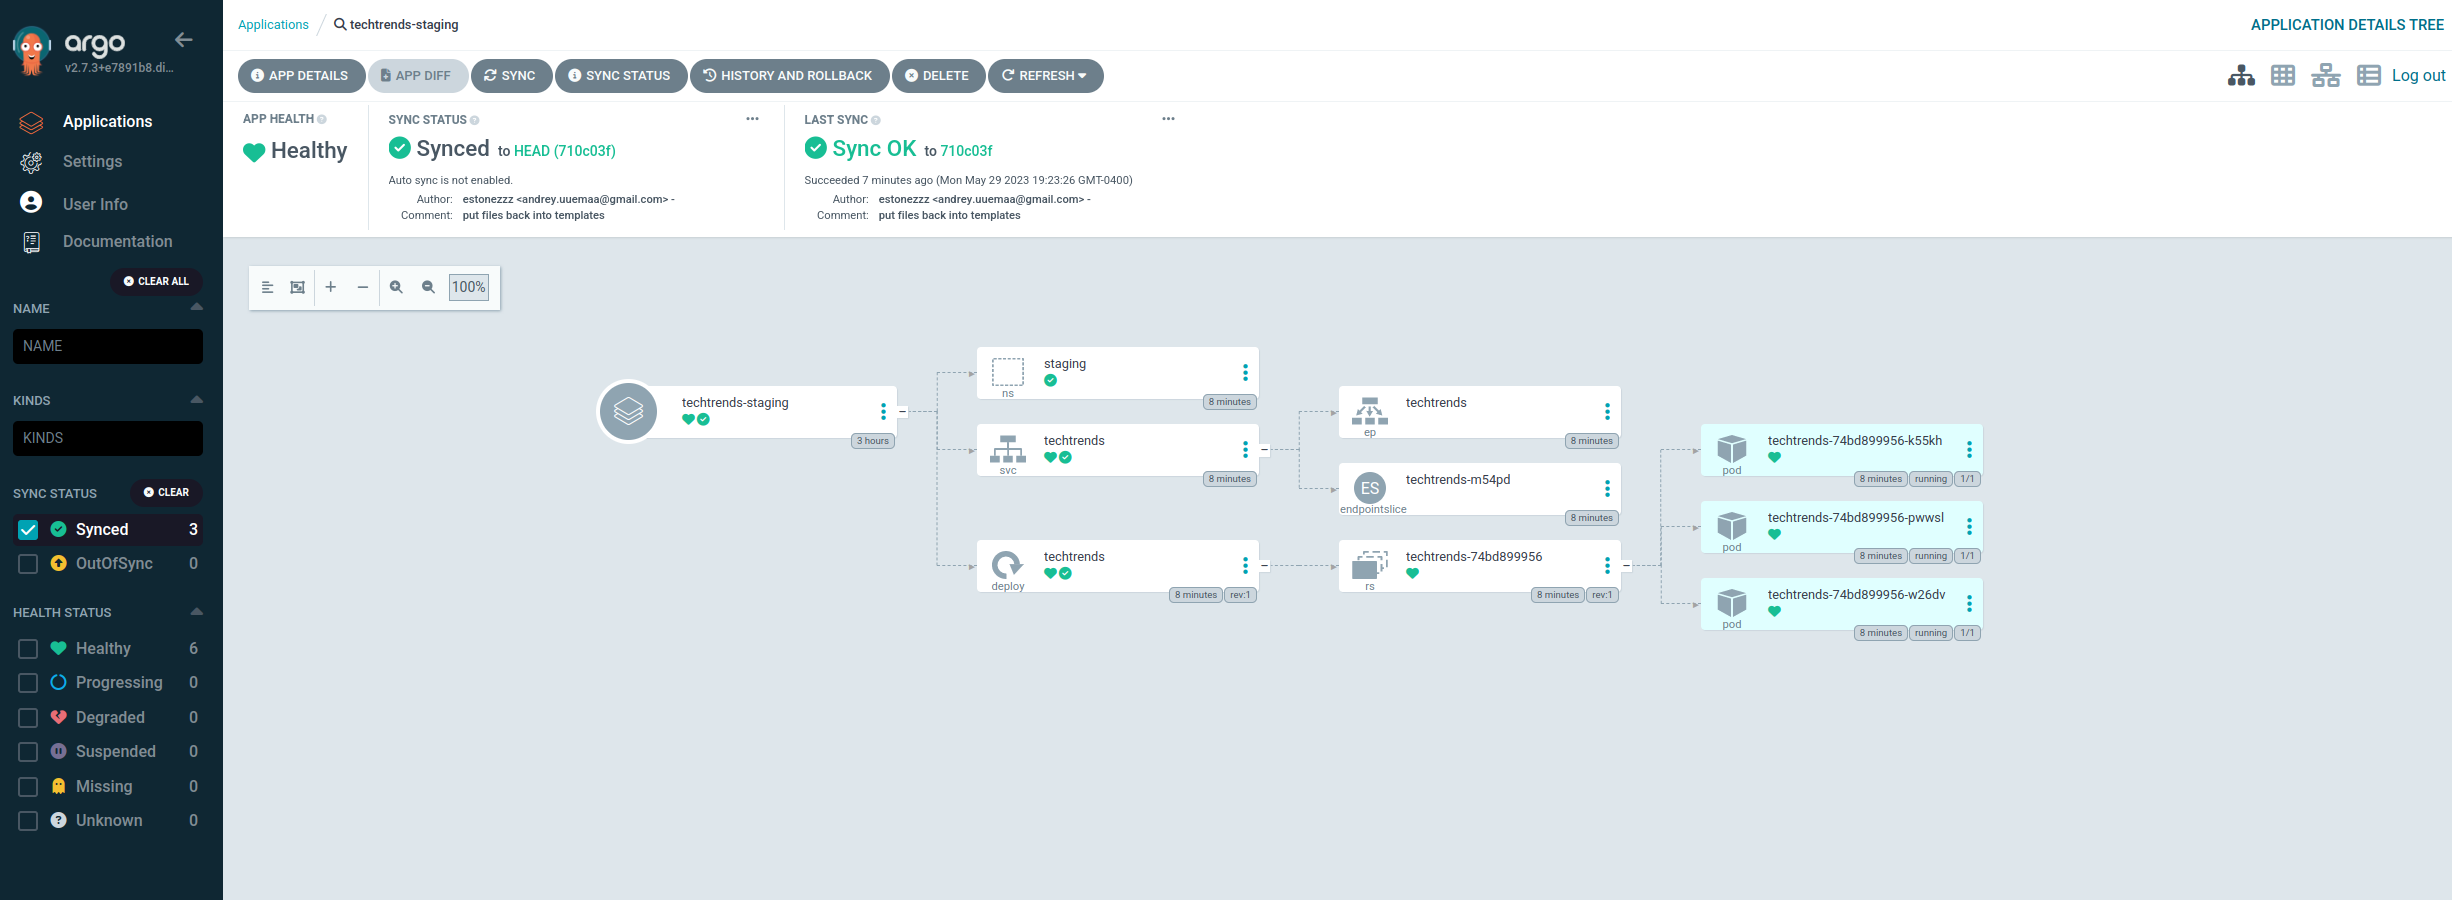 argo
v2.7.3+e7891b8.di...
Applications
Settings
User Info
Documentation
CLEAR ALL
NAME
NAME
KINDS
KINDS
SYNC STATUS CLEAR
Synced 3
OutOfSync 0
HEALTH STATUS
Healthy 6
Progressing 0
Degraded 0
Suspended 0
Missing 0
Unknown 0
Applications / techtrends-staging
APPLICATION DETAILS TREE
APP DETAILS APP DIFF SYNC SYNC STATUS HISTORY AND ROLLBACK DELETE REFRESH
Log out
APP HEALTH
Healthy
SYNC STATUS
Synced to HEAD (710c03f)
Auto sync is not enabled.
Author: estonezzz <andrey.uuemaa@gmail.com> -
Comment: put files back into templates
LAST SYNC
Sync OK to 710c03f
Succeeded 7 minutes ago (Mon May 29 2023 19:23:26 GMT-0400)
Author: estonezzz <andrey.uuemaa@gmail.com> -
Comment: put files back into templates
100%
techtrends-staging
3 hours
staging
ns
8 minutes
techtrends
svc
8 minutes
techtrends
deploy
8 minutes rev:1
techtrends
ep
8 minutes
ES
techtrends-m54pd
endpointslice
8 minutes
techtrends-74bd899956
rs
8 minutes rev:1
techtrends-74bd899956-k55kh
pod
8 minutes running 1/1
techtrends-74bd899956-pwwsl
pod
8 minutes running 1/1
techtrends-74bd899956-w26dv
pod
8 minutes running 1/1